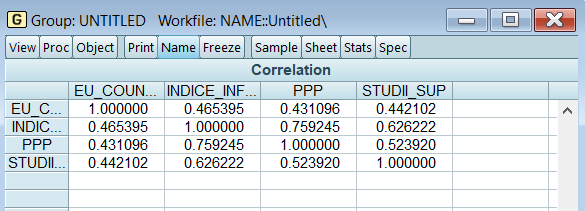 G Group: UNTITLED Workfile: NAME::Untitled\
View Proc Object Print Name Freeze Sample Sheet Stats Spec
Correlation
EU_COUN... INDICE_INF... PPP STUDII_SUP
EU_C... 1.000000 0.465395 0.431096 0.442102
INDIC... 0.465395 1.000000 0.759245 0.626222
PPP 0.431096 0.759245 1.000000 0.523920
STUDII... 0.442102 0.626222 0.523920 1.000000